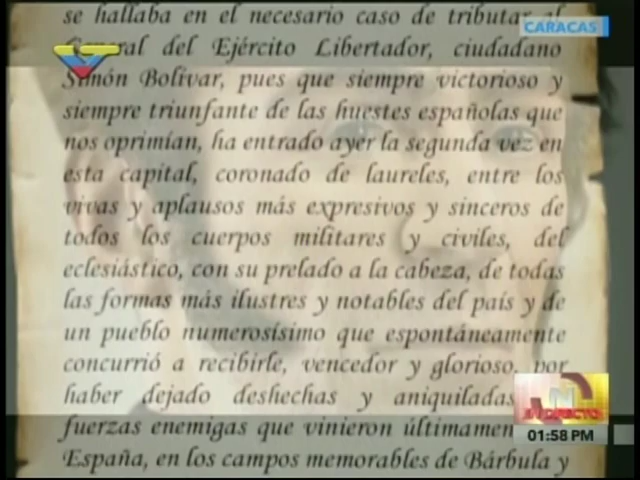 se hallaba en el necesario caso de tributar al
General del Ejército Libertador, ciudadano
Simón Bolívar, pues que siempre victorioso y
siempre triunfante de las huestes españolas que
nos oprimían, ha entrado ayer la segunda vez en
esta capital, coronado de laureles, entre los
vivas y aplausos más expresivos y sinceros de
todos los cuerpos militares y civiles, del
eclesiástico, con su prelado a la cabeza, de todas
las formas más ilustres y notables del país y de
un pueblo numerosísimo que espontáneamente
concurrió a recibirle, vencedor y glorioso, por
haber dejado deshechas y aniquiladas
fuerzas enemigas que vinieron últimamen
España, en los campos memorables de Bárbula y
CARACAS
EN DIRECTO
01:58 PM